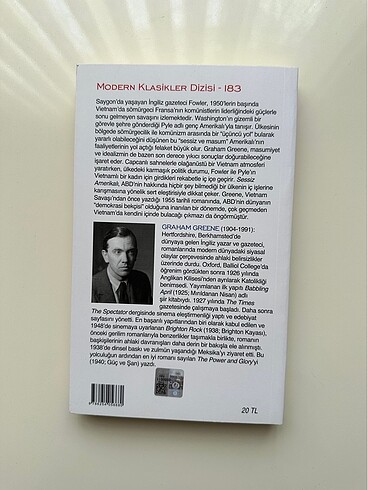 MODERN KLASİKLER DİZİSİ - 183
Saygon'da yaşayan İngiliz gazeteci Fowler, 1950'lerin başında
Vietnam'da sömürgeci Fransa'nın komünistlerin liderliğindeki güçlerle
sonu gelmeyen savaşını izlemektedir. Washington'ın gizemli bir
görevle şehre gönderdiği Pyle adlı genç Amerikalı'yla tanışır. Ülkesinin
bölgede sömürgecilik ile komünizm arasında bir "üçüncü yol" bularak
yararlı olabileceğini düşünen bu "sessiz ve masum" Amerikalı'nın
faaliyetlerinin yol açtığı felaket büyük olur. Graham Greene, masumiyet
ve idealizmin de bazen son derece yıkıcı sonuçlar doğurabileceğine
işaret eder. Capcanlı sahnelerle olağanüstü bir Vietnam atmosferi
yaratırken, ülkedeki karmaşık politik durumu, Fowler ile Pyle'ın
Vietnamlı bir kadın için girdikleri rekabetle iç içe geçirir. Sessiz
Amerikalı, ABD'nin hakkında hiçbir şey bilmediği bir ülkenin iç işlerine
karışmasına yönelik sert eleştirisiyle dikkat çeker. Greene, Vietnam
Savaşı'ndan önce yazdığı 1955 tarihli romanında, ABD'nin dünyanın
"demokrasi bekçisi" olduğuna inanılan bir dönemde, çok geçmeden
Vietnam'da kendini içinde bulacağı çıkmazı da öngörmüştür.
GRAHAM GREENE (1904-1991):
Hertfordshire, Berkhamsted'de
dünyaya gelen İngiliz yazar ve gazeteci,
romanlarında modern dünyadaki siyasal
olaylar çerçevesinde ahlaki belirsizlikler
üzerinde durdu. Oxford, Balliol College'da
öğrenim gördükten sonra 1926 yılında
Anglikan Kilisesi'nden ayrılarak Katolikliği
benimsedi. Yayımlanan ilk yapıtı Babbling
April (1925; Mırıldanan Nisan) adlı
şiir kitabıydı. 1927 yılında The Times
gazetesinde çalışmaya başladı. Daha sonra
The Spectator dergisinde sinema eleştirmenliği yaptı ve edebiyat
sayfasını yönetti. En başarılı yapıtlarından biri olarak kabul edilen ve
1948'de sinemaya uyarlanan Brighton Rock (1938; Brighton Kayası),
önceki gerilim romanlarıyla benzerlikler taşımakla birlikte, romanın
başkişilerinin ahlaki davranışları daha derin bir bakışla ele alınmıştı.
1938'de dinsel baskı ve zulmün yaşandığı Meksika'yı ziyaret etti. Bu
yolculuğun ardından en iyi romanı sayılan The Power and Glory'yi
(1940; Güç ve Şan) yazdı.
20 TL